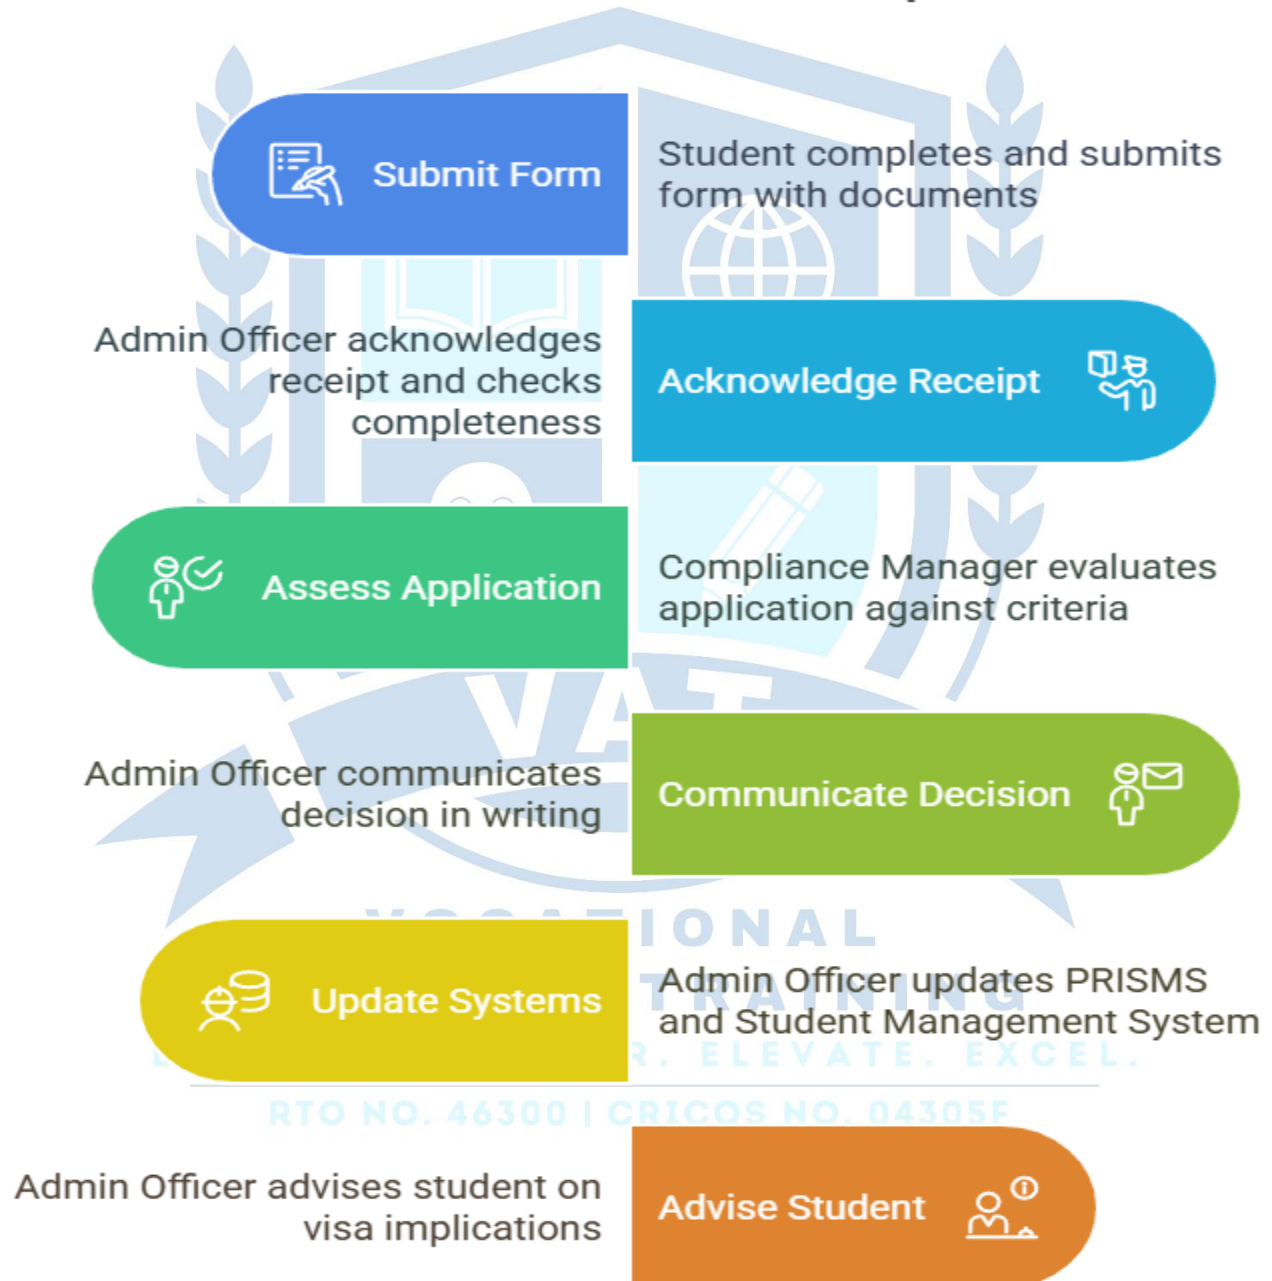 Submit Form
Student completes and submits
form with documents
Admin Officer acknowledges
receipt and checks
completeness
Acknowledge Receipt
Assess Application
Compliance Manager evaluates
application against criteria
VAT
Admin Officer communicates
decision in writing
Communicate Decision
VOCATIONAL
Update Systems
Admin Officer updates PRISMS
and Student Management System
TRAINING
ELEVATE. EXCEL.
RTO NO. 46300 | CRICOS NO. 04305F
Admin Officer advises student on
visa implications
Advise Student